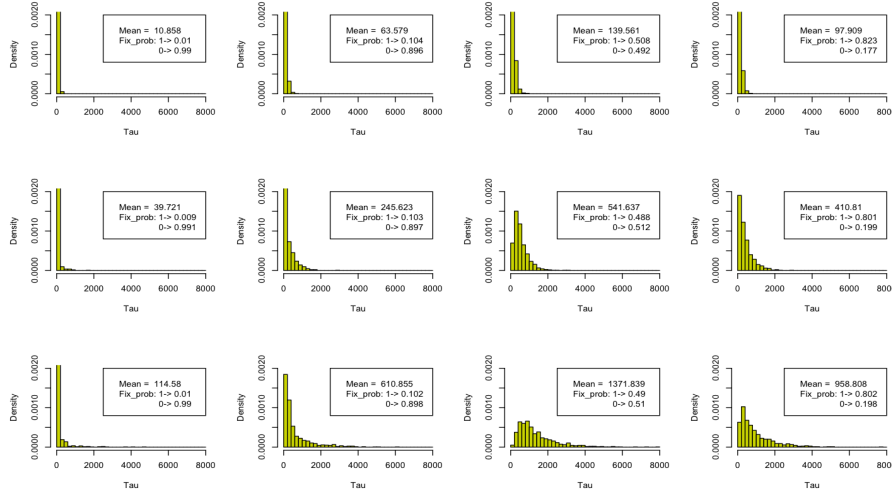 0.0000 0.0010
Density
Mean = 10.858
Fix_prob: 1-> 0.01
0-> 0.99
0 2000 4000 6000 8000
Tau
0.0000 0.0010
Density
Mean = 63.579
Fix_prob: 1-> 0.104
0-> 0.896
0 2000 4000 6000 8000
Tau
0.0000 0.0010
Density
Mean = 139.561
Fix_prob: 1-> 0.508
0-> 0.492
0 2000 4000 6000 8000
Tau
0.0000 0.0010
Density
Mean = 97.909
Fix_prob: 1-> 0.823
0-> 0.177
0 2000 4000 6000 800
Tau
0.0000 0.0010 0.0020
Density
Mean = 39.721
Fix_prob: 1-> 0.009
0-> 0.991
0 2000 4000 6000 8000
Tau
0.0000 0.0010 0.0020
Density
Mean = 245.623
Fix_prob: 1-> 0.103
0-> 0.897
0 2000 4000 6000 8000
Tau
0.0000 0.0010 0.0020
Density
Mean = 541.637
Fix_prob: 1-> 0.488
0-> 0.512
0 2000 4000 6000 8000
Tau
0.0000 0.0010 0.0020
Density
Mean = 410.81
Fix_prob: 1-> 0.801
0-> 0.199
0 2000 4000 6000 800
Tau
0.0000 0.0010 0.0020
Density
Mean = 114.58
Fix_prob: 1-> 0.01
0-> 0.99
0 2000 4000 6000 8000
Tau
0.0000 0.0010 0.0020
Density
Mean = 610.855
Fix_prob: 1-> 0.102
0-> 0.898
0 2000 4000 6000 8000
Tau
0.0000 0.0010 0.0020
Density
Mean = 1371.839
Fix_prob: 1-> 0.49
0-> 0.51
0 2000 4000 6000 8000
Tau
0.0000 0.0010 0.0020
Density
Mean = 958.808
Fix_prob: 1-> 0.802
0-> 0.198
0 2000 4000 6000 800
Tau